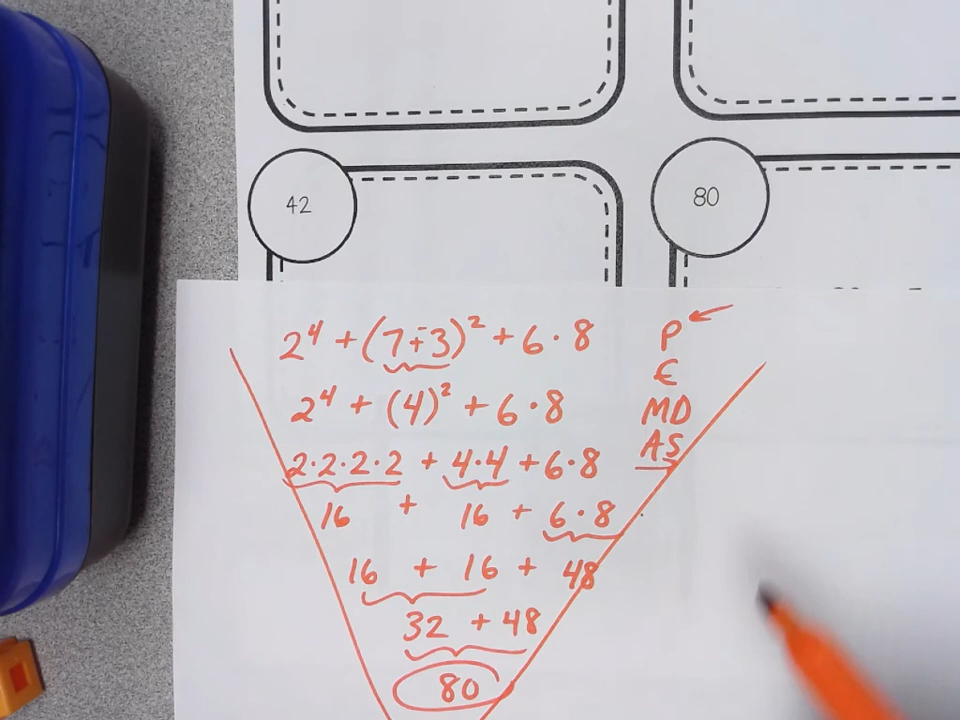 42
80
2⁴ + (7-3)² + 6·8
2⁴ + (4)² + 6·8
2·2·2·2 + 4·4 + 6·8
16 + 16 + 6·8
16 + 16 + 48
32 + 48
80
P
E
MD
AS